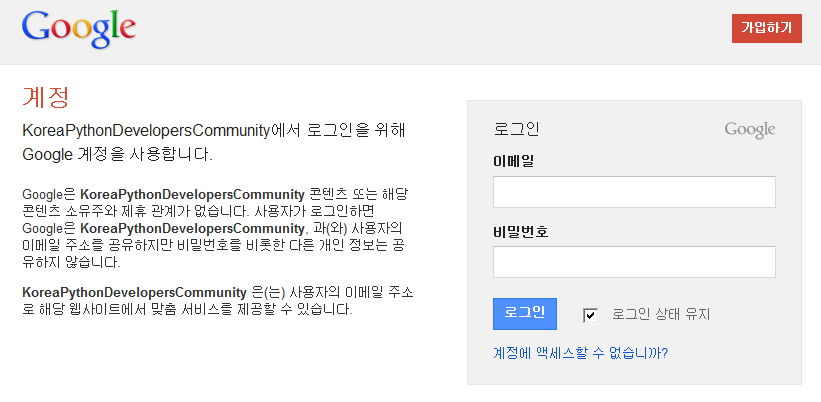 Google
가입하기
계정
KoreaPythonDevelopersCommunity에서 로그인을 위해
Google 계정을 사용합니다.
Google은 KoreaPythonDevelopersCommunity 콘텐츠 또는 해당
콘텐츠 소유주와 제휴 관계가 없습니다. 사용자가 로그인하면
Google은 KoreaPythonDevelopersCommunity, 과(와) 사용자의
이메일 주소를 공유하지만 비밀번호를 비롯한 다른 개인 정보는 공
유하지 않습니다.
KoreaPythonDevelopersCommunity 은(는) 사용자의 이메일 주소
로 해당 웹사이트에서 맞춤 서비스를 제공할 수 있습니다.
로그인
Google
이메일
비밀번호
로그인
로그인 상태 유지
계정에 액세스할 수 없습니까?